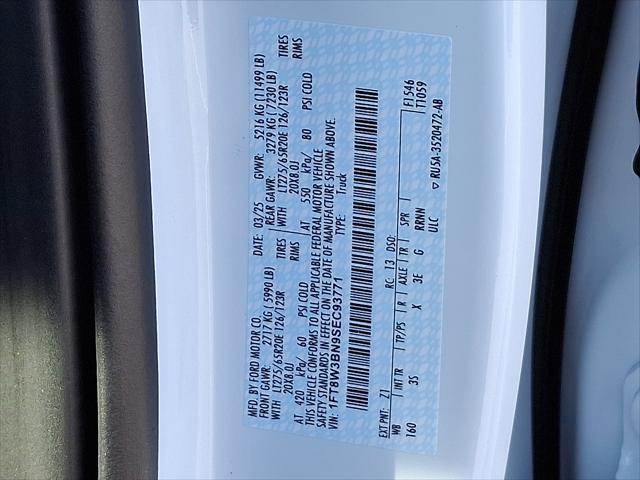 MFD. BY FORD MOTOR CO.
DATE: 03/25 GVWR: 5216 KG (11499 LB)
FRONT GAWR: 2717 KG (5990 LB) REAR GAWR: 3279 KG (7230 LB)
WITH LT275/65R20E 126/123R TIRES WITH LT275/65R20E 126/123R TIRES
20X8.0J RIMS 20X8.0J RIMS
AT 420 kPa/ 60 PSI COLD AT 550 kPa/ 80 PSI COLD
THIS VEHICLE CONFORMS TO ALL APPLICABLE FEDERAL MOTOR VEHICLE
SAFETY STANDARDS IN EFFECT ON THE DATE OF MANUFACTURE SHOWN ABOVE.
VIN: 1FT8W3BN9SEC93771 TYPE: Truck
EXT PNT: Z1 RC: 13 DSO: F1546
WB INT TR TP/PS R AXLE TR SPR T1059
160 3S X 3E G RRNN
ULC ▽ RU5A-3520472-AB